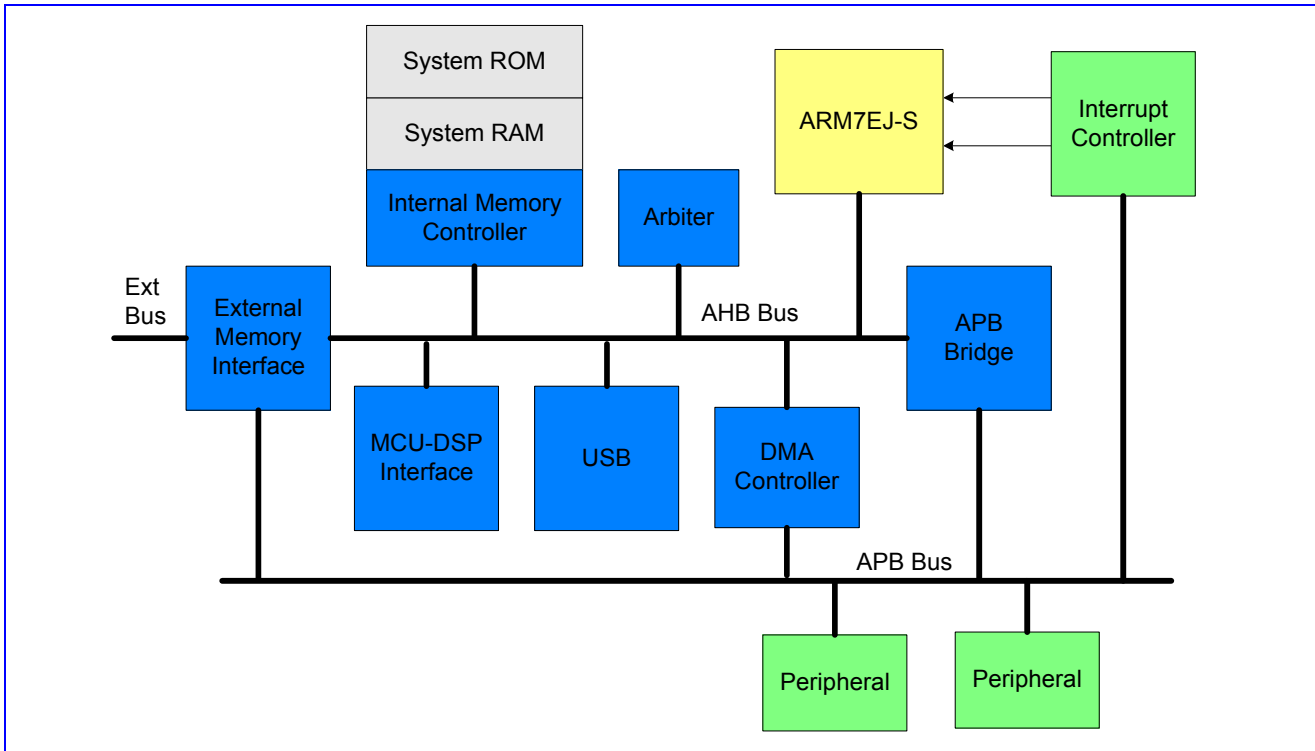 System ROM
System RAM
Internal Memory
Controller
Arbiter
ARM7EJ-S
Interrupt
Controller
Ext
Bus
External
Memory
Interface
AHB Bus
APB
Bridge
MCU-DSP
Interface
USB
DMA
Controller
APB Bus
Peripheral
Peripheral